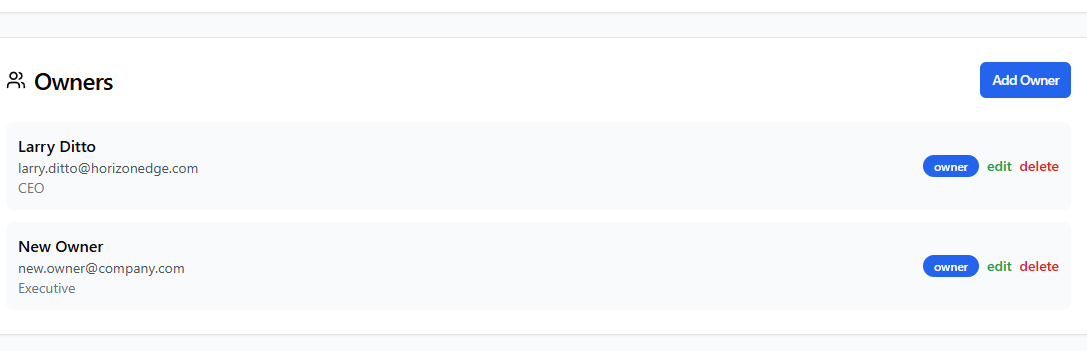 Owners
Add Owner
Larry Ditto
larry.ditto@horizonedge.com
CEO
owner edit delete
New Owner
new.owner@company.com
Executive
owner edit delete